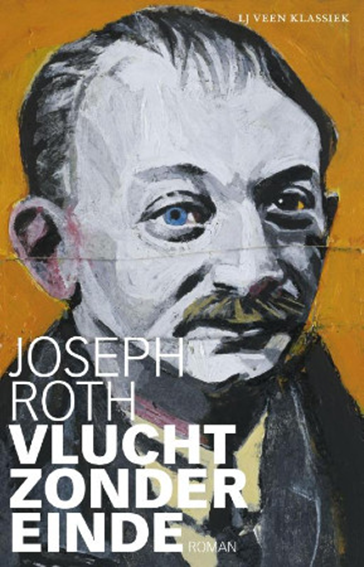 LJ VEEN KLASSIEK
JOSEPH
ROTH
VLUCHT
ZONDER
EINDE ROMAN